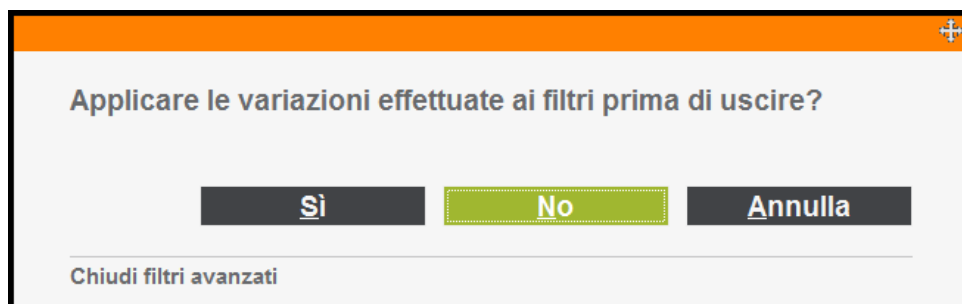 Applicare le variazioni effettuate ai filtri prima di uscire?
Sì No Annulla
Chiudi filtri avanzati